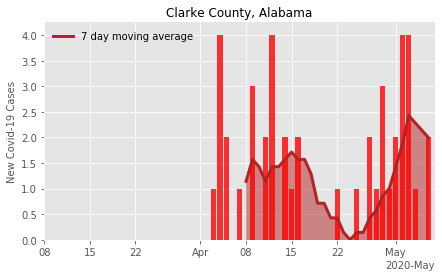 Clarke County, Alabama
7 day moving average
New Covid-19 Cases
4.0
3.5
3.0
2.5
2.0
1.5
1.0
0.5
0.0
08 15 22 Apr 08 15 22 May
2020-May